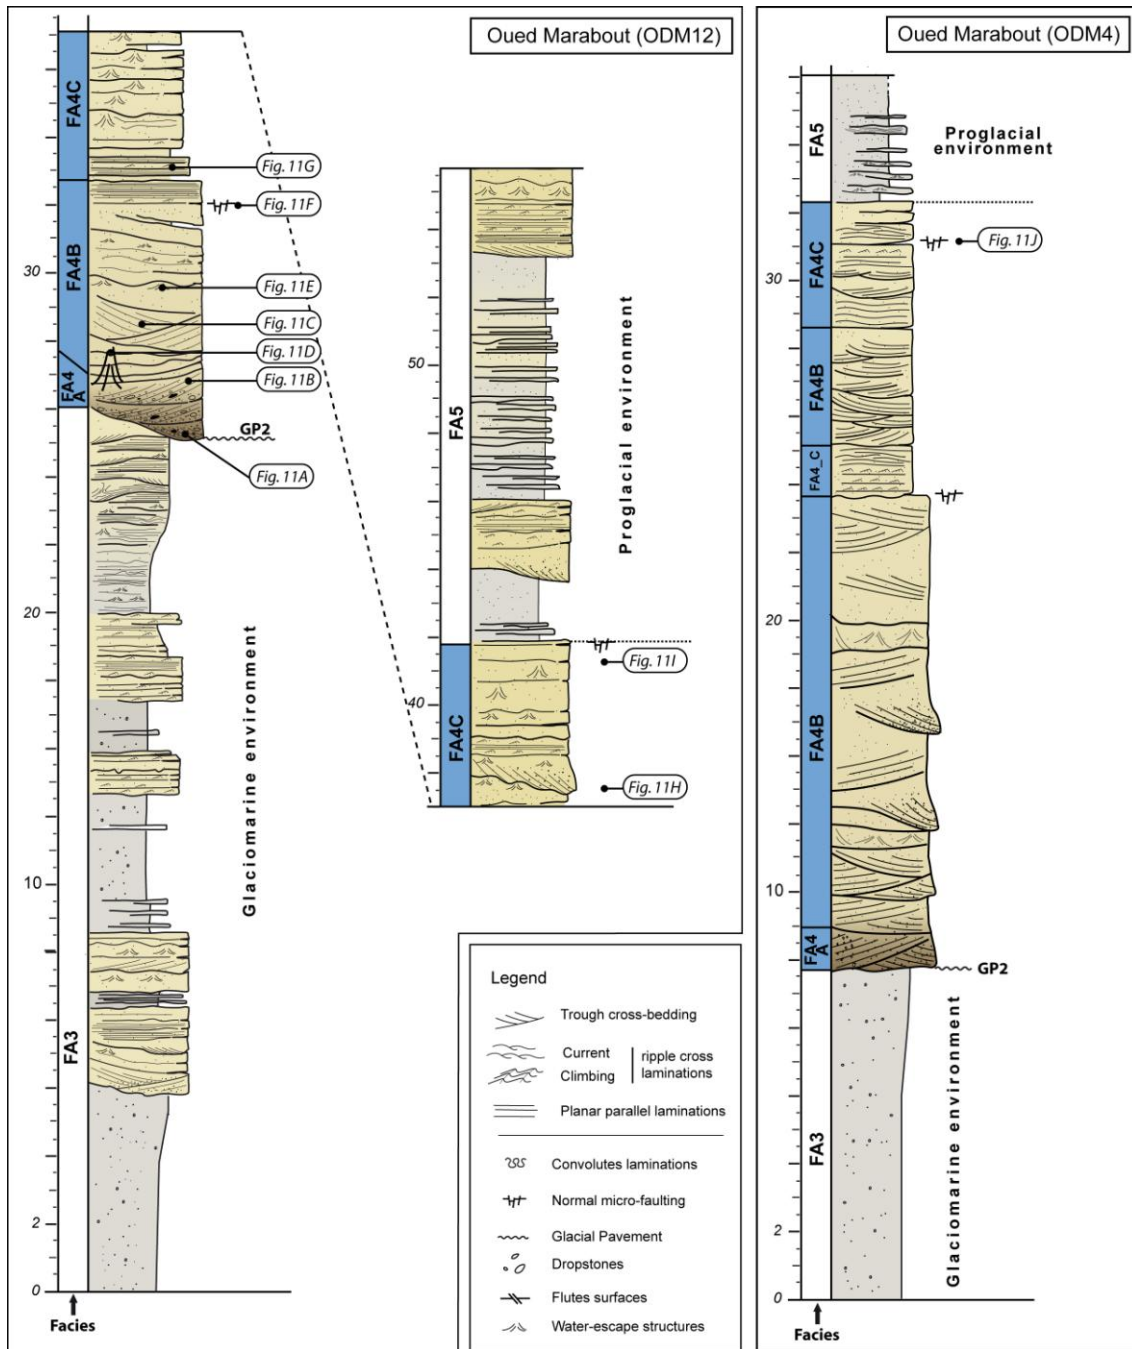 Oued Marabout (ODM12)
FA4C
FA4B
FA4
A
FA3
30
20
10
2
0
Fig. 11G
Fig. 11F
Fig. 11E
Fig. 11C
Fig. 11D
Fig. 11B
GP2
Fig. 11A
Glaciomarine environment
Facies
FA5
FA4C
50
40
Proglacial environment
Fig. 11I
Fig. 11H
Legend
Trough cross-bedding
Current
Climbing
ripple cross
laminations
Planar parallel laminations
Convolutes laminations
Normal micro-faulting
Glacial Pavement
Dropstones
Flutes surfaces
Water-escape structures
Oued Marabout (ODM4)
FA5
FA4C
FA4B
FA4_C
FA4B
FA4
A
FA3
30
20
10
2
0
Proglacial
environment
Fig. 11J
GP2
Glaciomarine environment
Facies